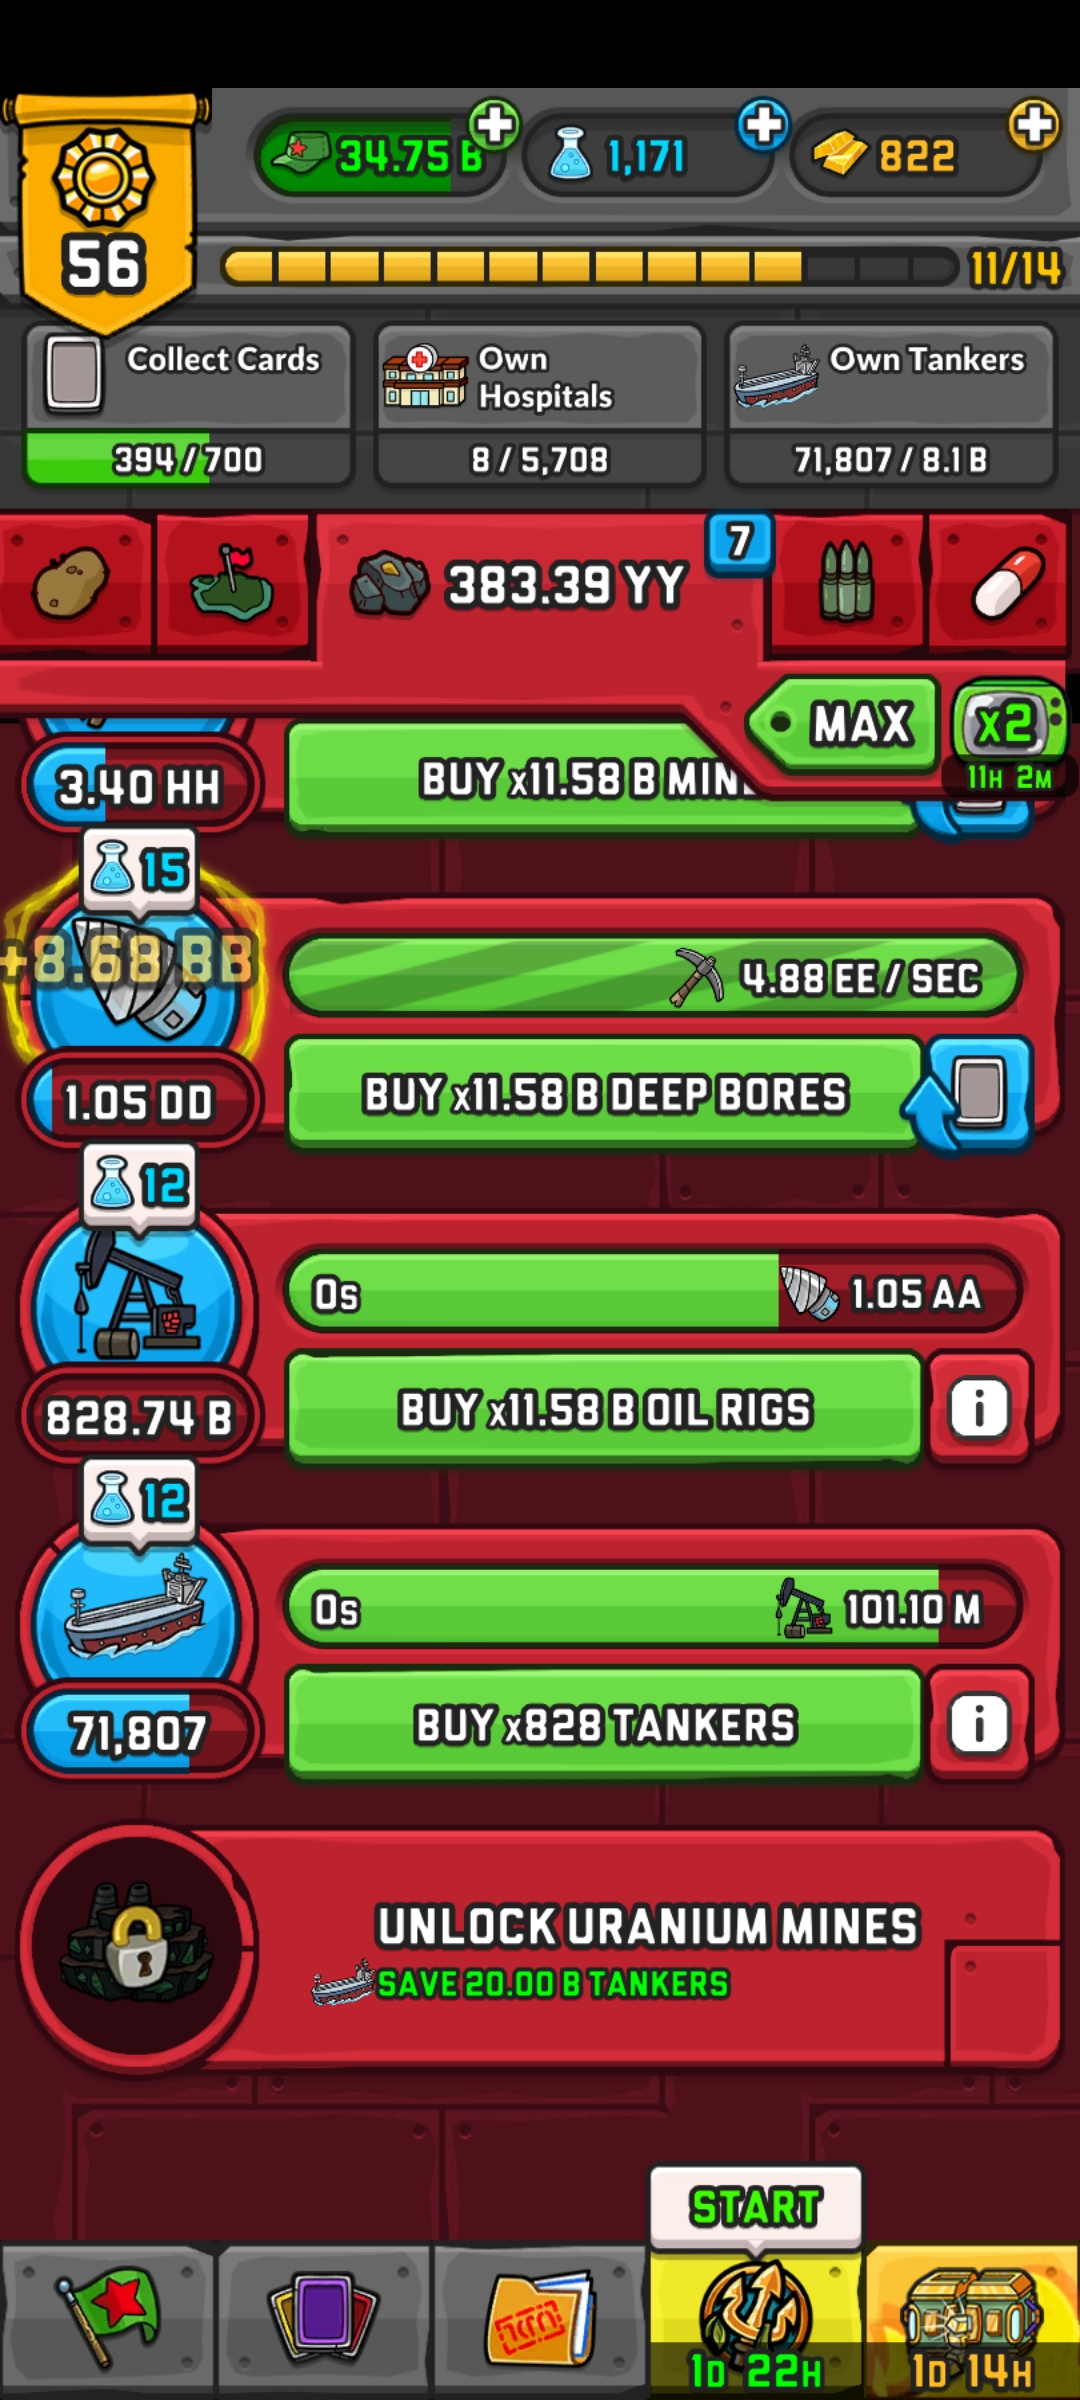 34.75 B
1,171
822
56
11/14
Collect Cards
394/700
Own
Hospitals
8/5,708
Own Tankers
71,807/8.1 B
383.39 YY
7
MAX
x2
11H 2M
3.40 HH
BUY x11.58 B
15
+8.68 BB
4.88 EE/SEC
1.05 DD
BUY x11.58 B DEEP BORES
12
0s
1.05 AA
828.74 B
BUY x11.58 B OIL RIGS
i
12
0s
101.10 M
71,807
BUY x828 TANKERS
i
UNLOCK URANIUM MINES
SAVE 20.00 B TANKERS
START
1D 22H
1D 14H